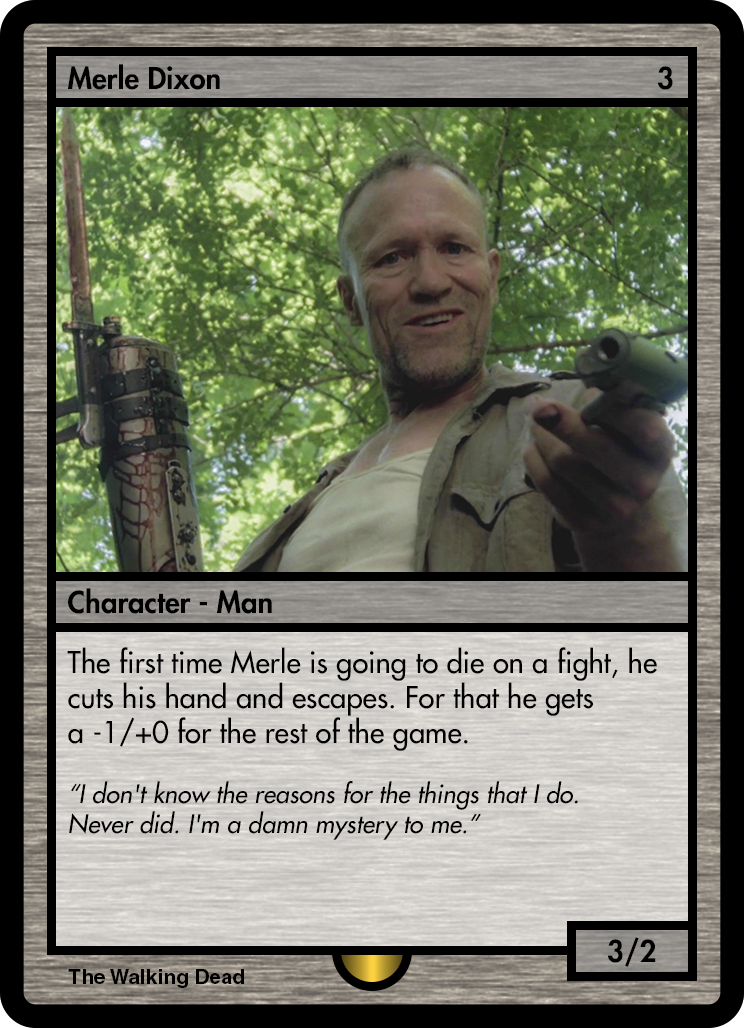 Merle Dixon 3
Character - Man
The first time Merle is going to die on a fight, he
cuts his hand and escapes. For that he gets
a -1/+0 for the rest of the game.
“I don't know the reasons for the things that I do.
Never did. I'm a damn mystery to me.”
3/2
The Walking Dead